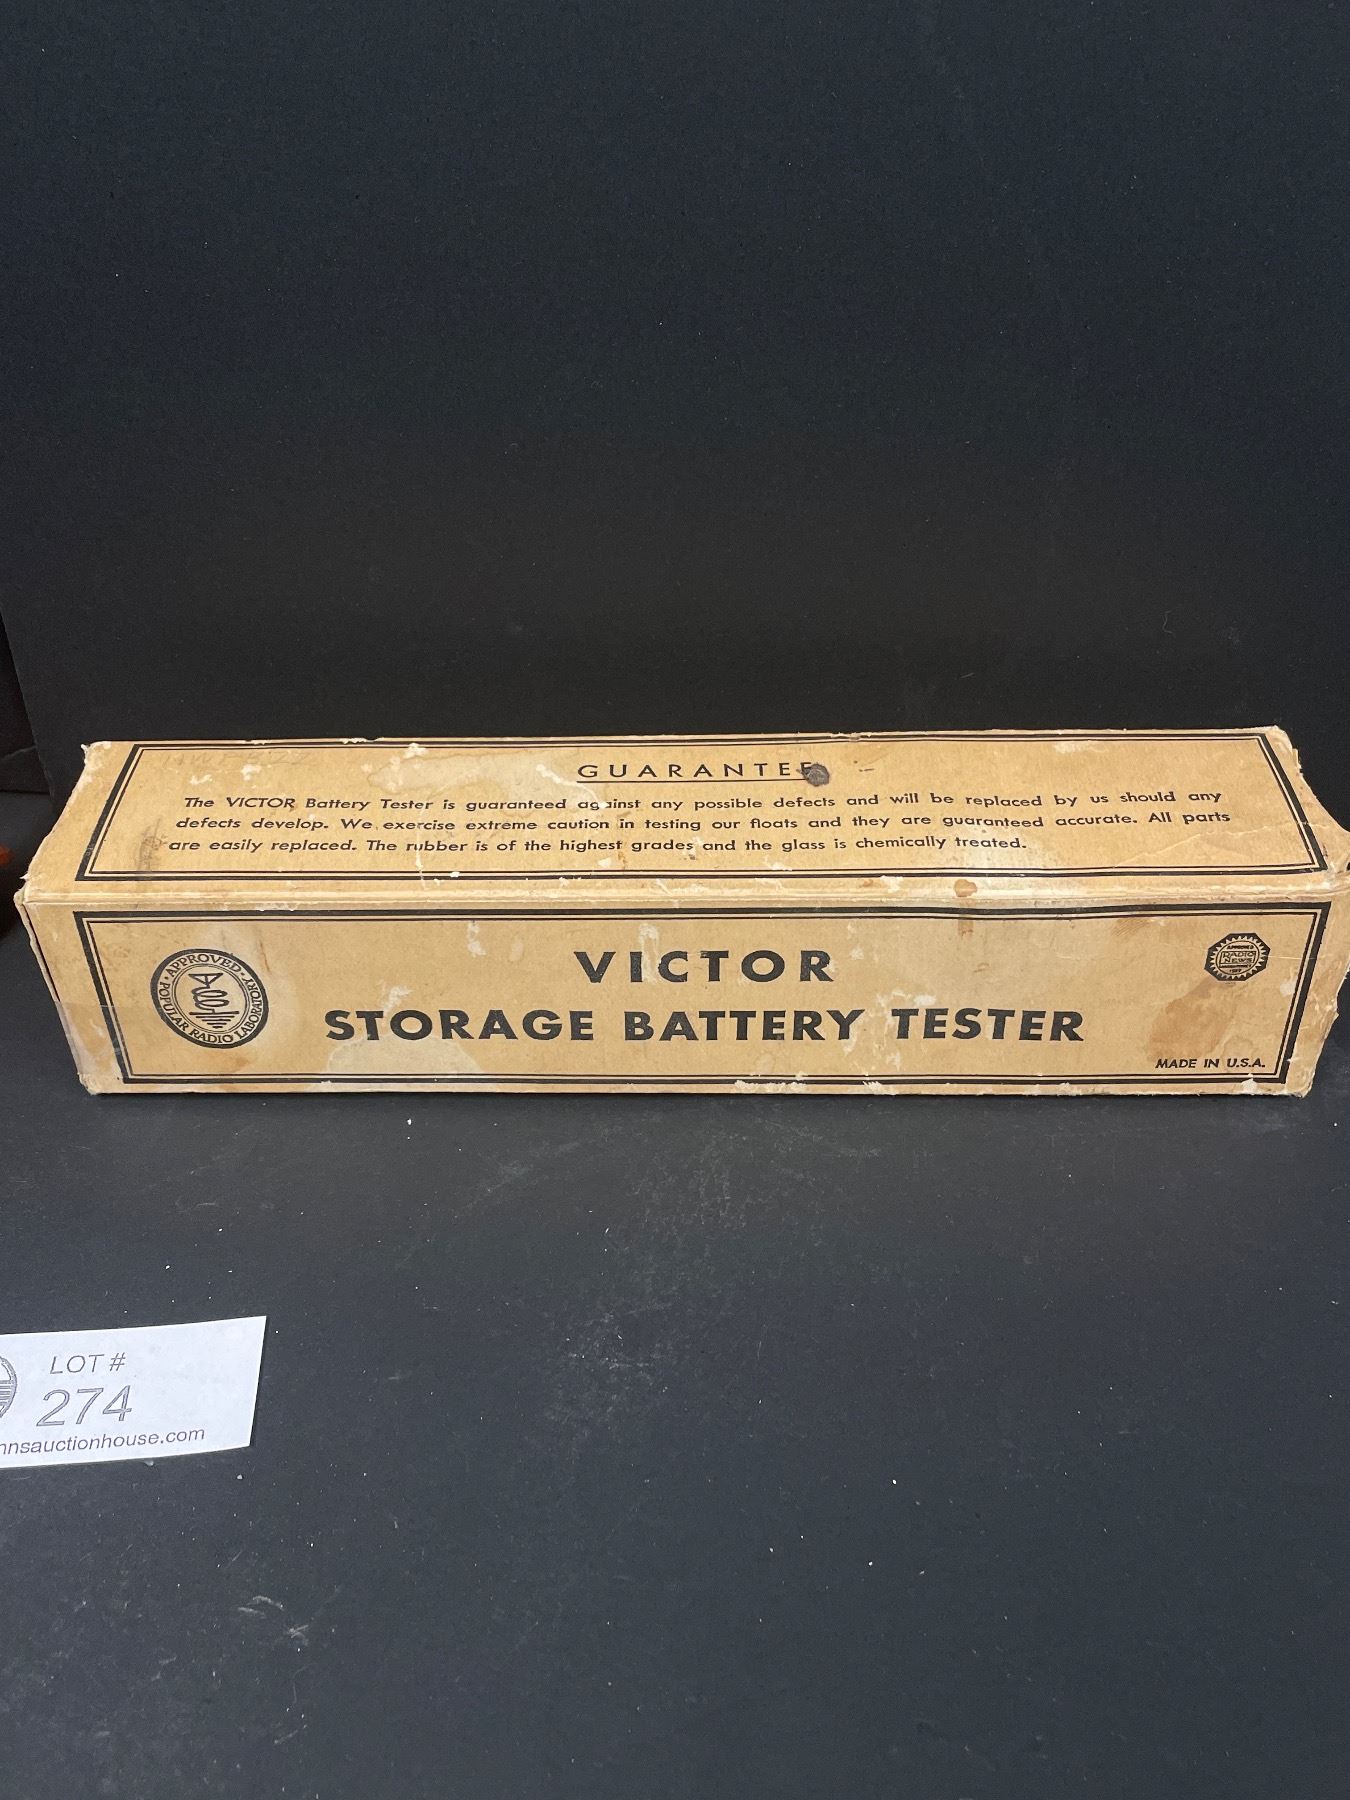 GUARANTEE
The VICTOR Battery Tester is guaranteed against any possible defects and will be replaced by us should any
defects develop. We exercise extreme caution in testing our floats and they are guaranteed accurate. All parts
are easily replaced. The rubber is of the highest grades and the glass is chemically treated.
APPROVED
POPULAR RADIO LABORATORY
VICTOR
STORAGE BATTERY TESTER
APPROVED
RADIO
NEWS
MADE IN U.S.A.
LOT #
274
nnsauctionhouse.com